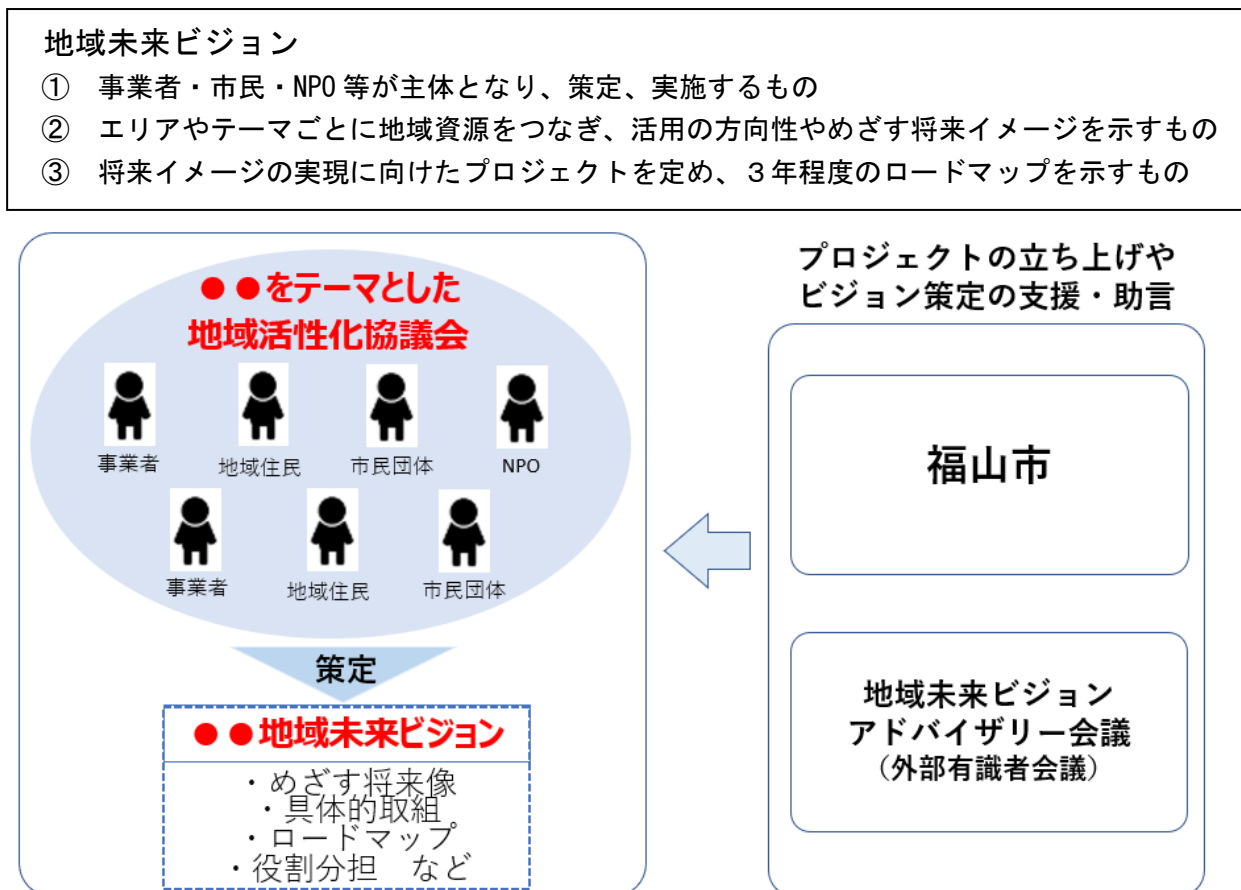 地域未来ビジョン
① 事業者・市民・NPO等が主体となり、策定、実施するもの
② エリアやテーマごとに地域資源をつなぎ、活用の方向性やめざす将来イメージを示すもの
③ 将来イメージの実現に向けたプロジェクトを定め、３年程度のロードマップを示すもの
●●をテーマとした
地域活性化協議会
事業者 地域住民 市民団体 NPO
事業者 地域住民 市民団体
策定
●●地域未来ビジョン
・めざす将来像
・具体的取組
・ロードマップ
・役割分担　など
プロジェクトの立ち上げや
ビジョン策定の支援・助言
福山市
地域未来ビジョン
アドバイザリー会議
（外部有識者会議）